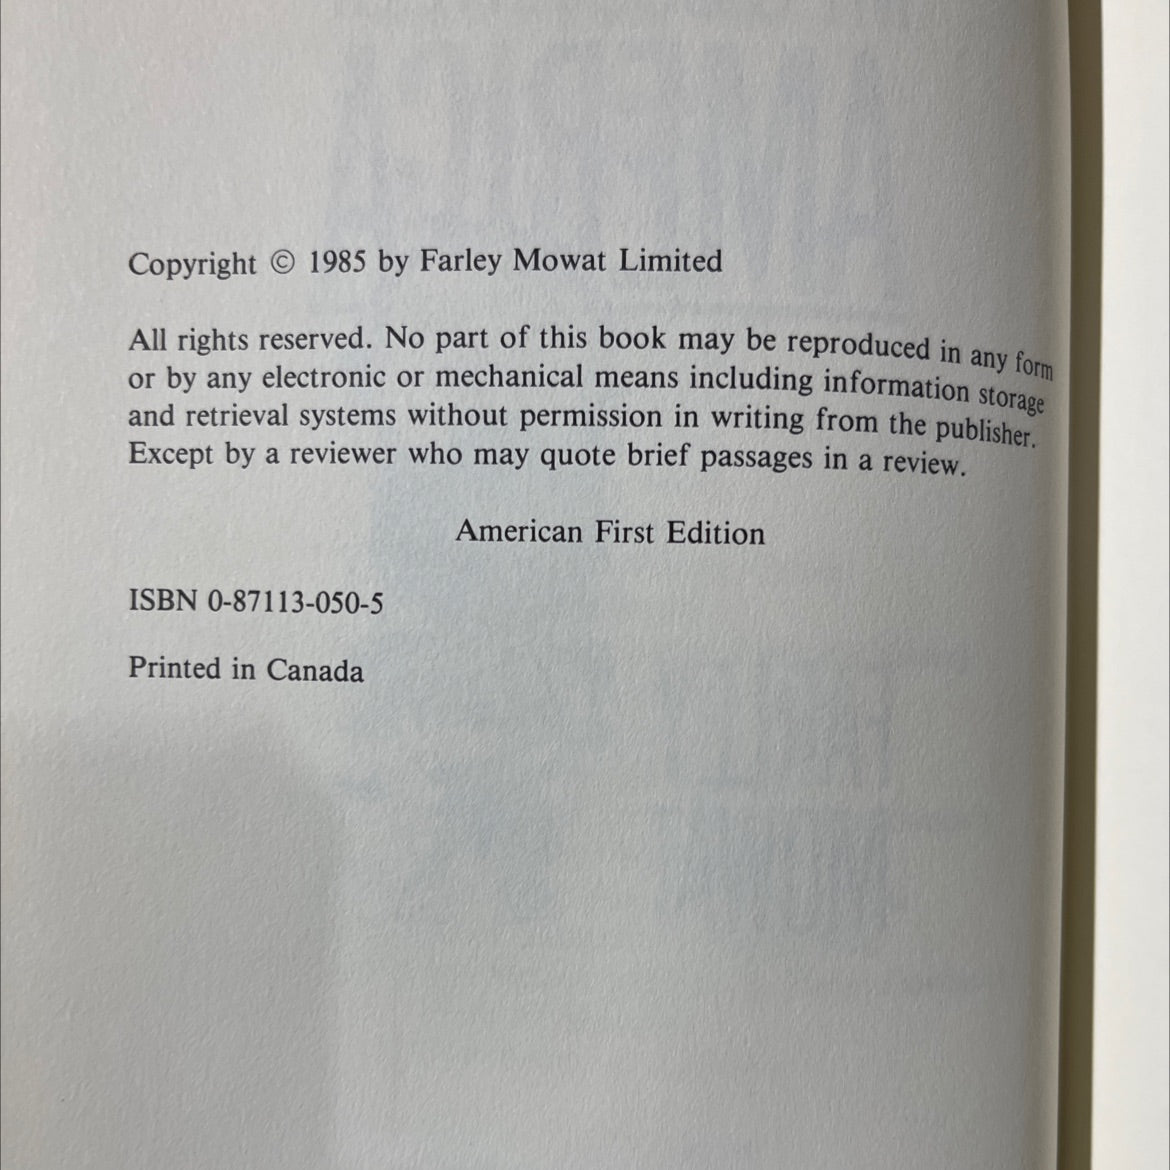 Copyright © 1985 by Farley Mowat Limited
All rights reserved. No part of this book may be reproduced in any form
or by any electronic or mechanical means including information storage
and retrieval systems without permission in writing from the publisher.
Except by a reviewer who may quote brief passages in a review.
American First Edition
ISBN 0-87113-050-5
Printed in Canada